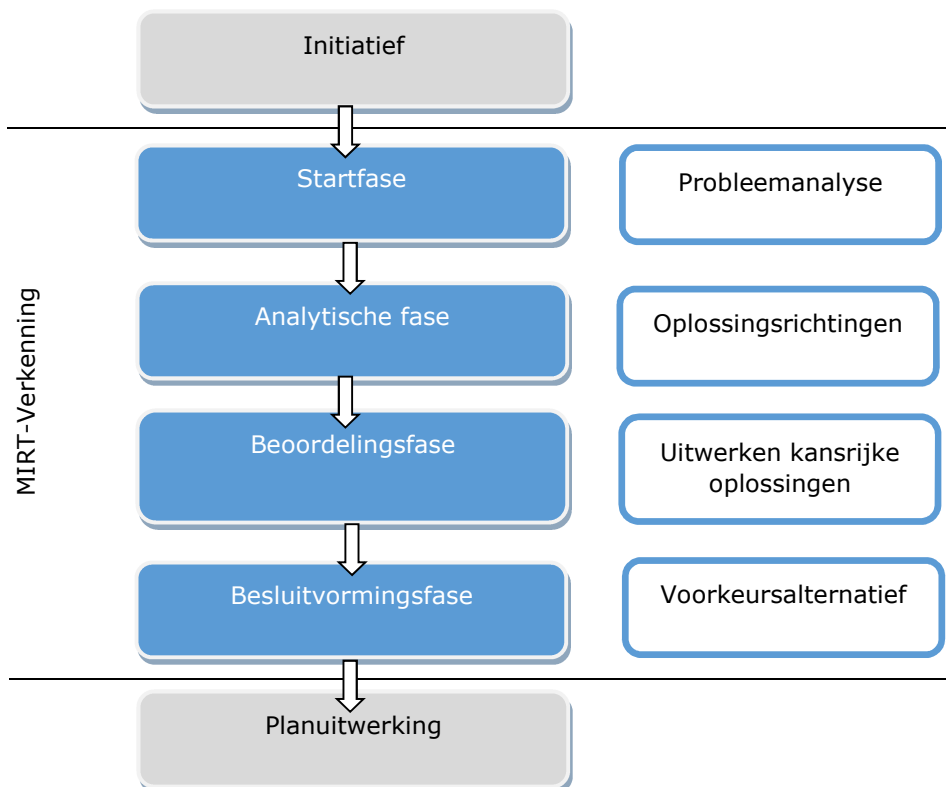 Initiatief
MIRT-Verkenning
Startfase
Probleemanalyse
Analytische fase
Oplossingsrichtingen
Beoordelingsfase
Uitwerken kansrijke
oplossingen
Besluitvormingsfase
Voorkeursalternatief
Planuitwerking